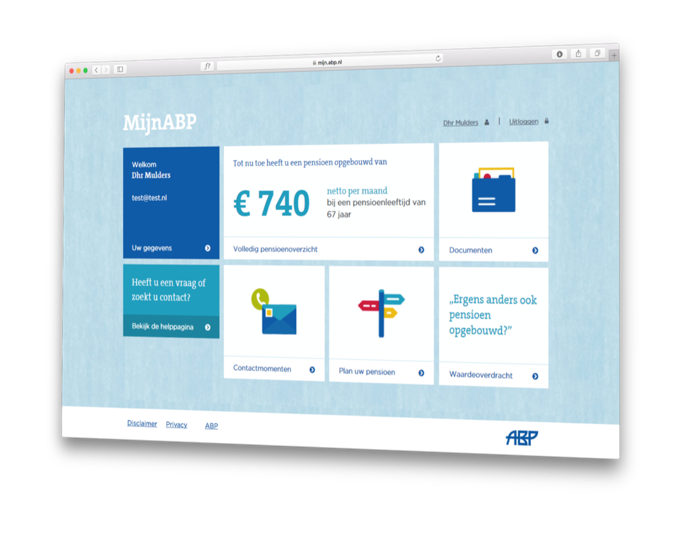 mijn.abp.nl
MijnABP
Dhr Mulders | Uitloggen
Welkom
Dhr Mulders
test@test.nl
Uw gegevens
Tot nu toe heeft u een pensioen opgebouwd van
€ 740
netto per maand
bij een pensioenleeftijd van
67 jaar
Volledig pensioenoverzicht
Documenten
Heeft u een vraag of
zoekt u contact?
Bekijk de helppagina
Contactmomenten
Plan uw pensioen
„Ergens anders ook
pensioen
opgebouwd?”
Waardeoverdracht
Disclaimer Privacy ABP
ABP